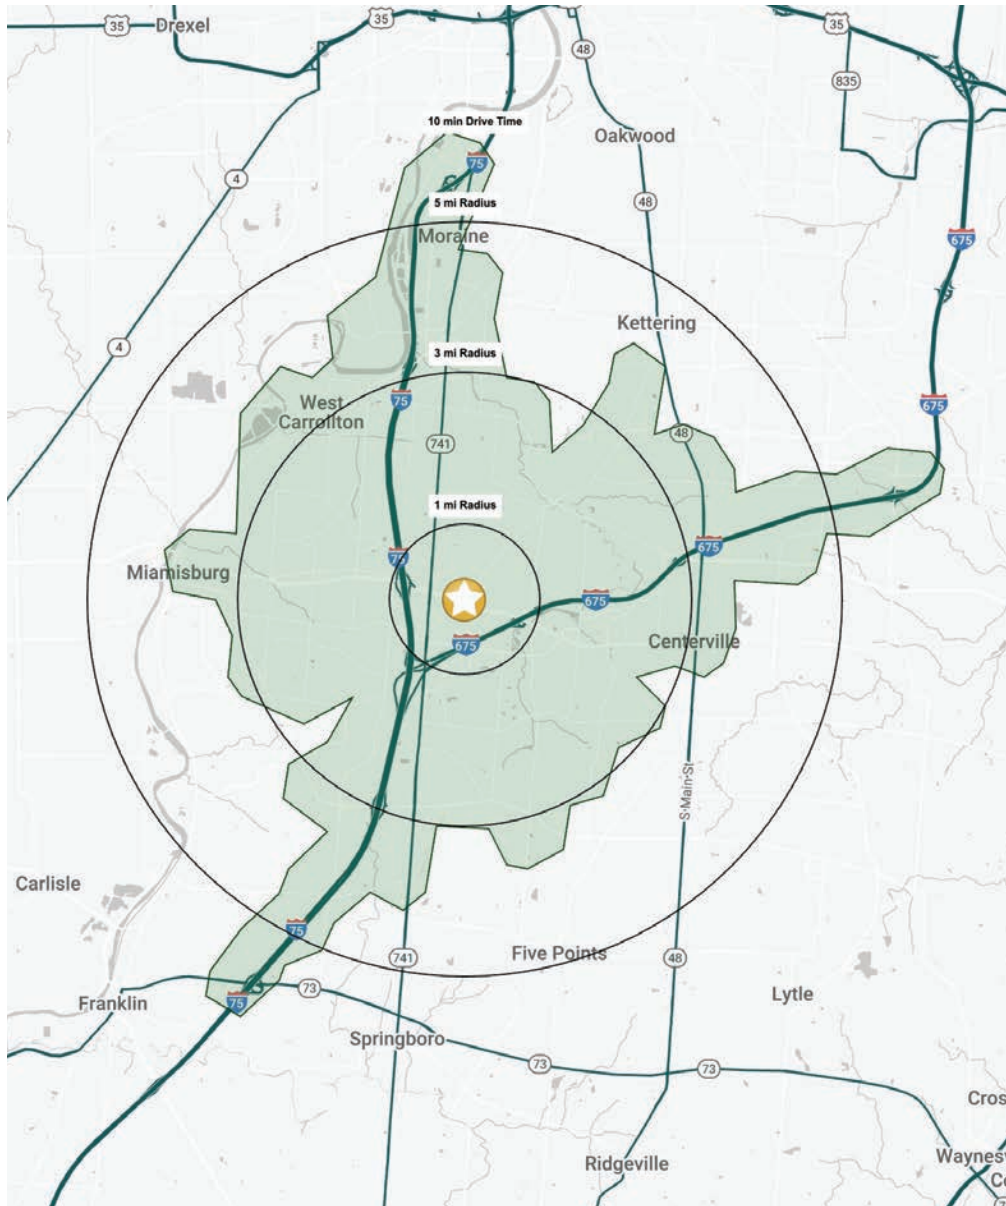 35
35
35
Drexel
48
835
10 min Drive Time
Oakwood
75
4
5 mi Radius
48
Moraine
675
Kettering
4
3 mi Radius
75
West
Carrollton
675
741
48
1 mi Radius
675
75
Miamisburg
675
675
Centerville
S Main St
Carlisle
75
Five Points
741
48
73
Lytle
Franklin
75
Springboro
73
73
Ridgeville